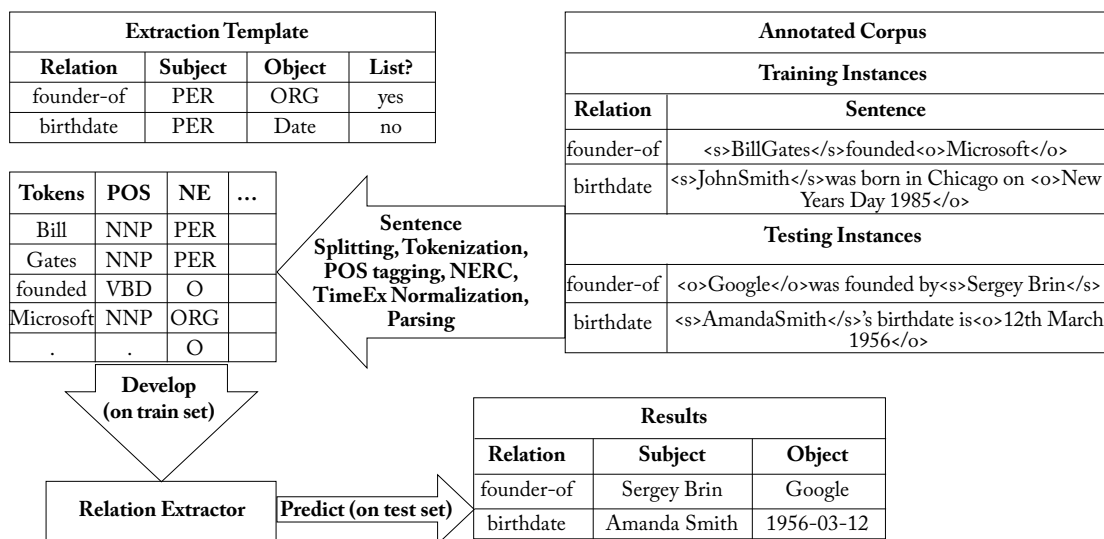 Extraction Template
Relation Subject Object List?
founder-of PER ORG yes
birthdate PER Date no
Annotated Corpus
Training Instances
Relation Sentence
founder-of <s>BillGates</s>founded<o>Microsoft</o>
birthdate <s>JohnSmith</s>was born in Chicago on <o>New
Years Day 1985</o>
Testing Instances
founder-of <o>Google</o>was founded by<s>Sergey Brin</s>
birthdate <s>AmandaSmith</s>'s birthdate is<o>12th March
1956</o>
Sentence
Splitting, Tokenization,
POS tagging, NERC,
TimeEx Normalization,
Parsing
Tokens POS NE ...
Bill NNP PER
Gates NNP PER
founded VBD O
Microsoft NNP ORG
. . O
Develop
(on train set)
Relation Extractor
Predict (on test set)
Results
Relation Subject Object
founder-of Sergey Brin Google
birthdate Amanda Smith 1956-03-12